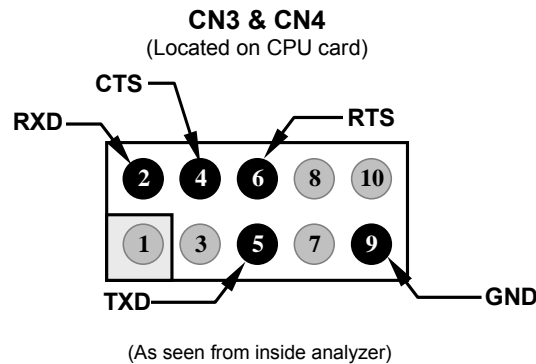 CN3 & CN4
(Located on CPU card)
CTS
RXD
RTS
2 4 6 8 10
1 3 5 7 9
TXD
GND
(As seen from inside analyzer)